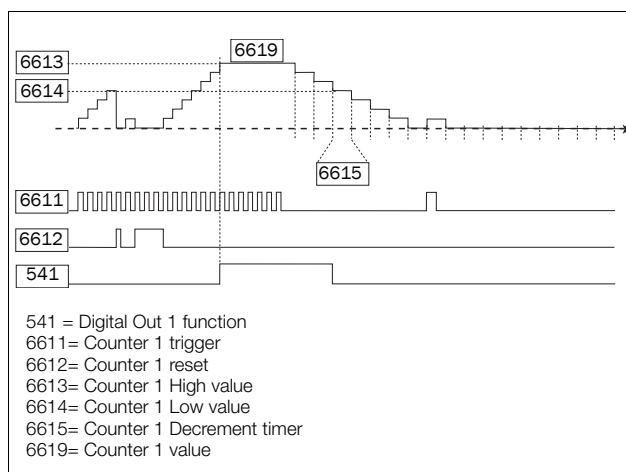 6619
6613
6614
6615
6611
6612
541
541 = Digital Out 1 function
6611= Counter 1 trigger
6612= Counter 1 reset
6613= Counter 1 High value
6614= Counter 1 Low value
6615= Counter 1 Decrement timer
6619= Counter 1 value